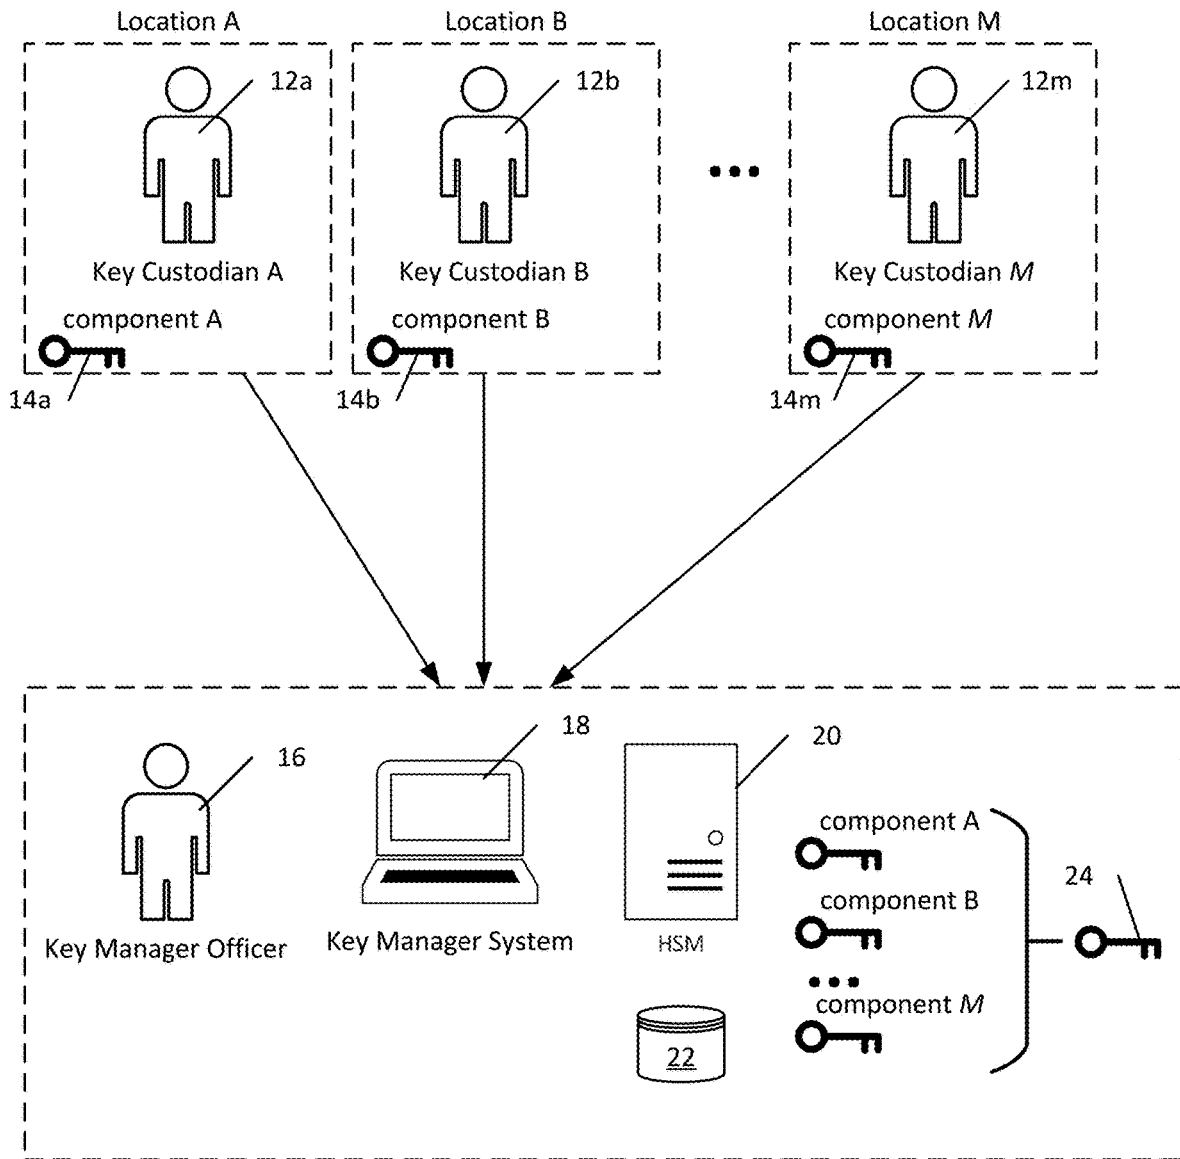 Location A
Location B
Location M
12a
12b
12m
Key Custodian A
Key Custodian B
Key Custodian M
component A
component B
component M
14a
14b
14m
16
18
20
component A
24
component B
Key Manager Officer
Key Manager System
HSM
component M
22